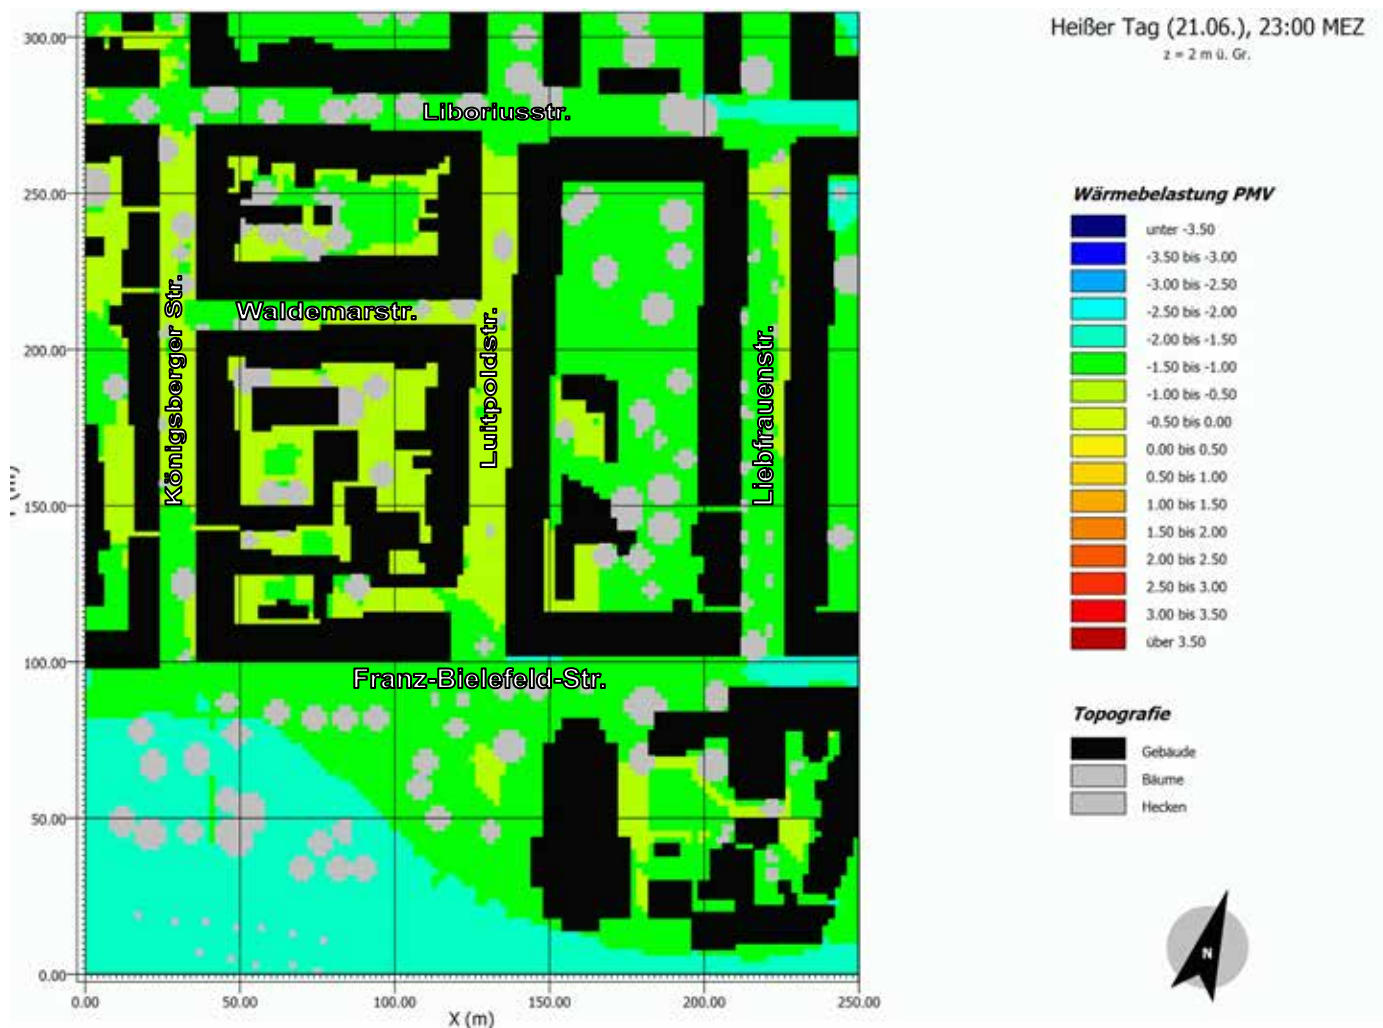 Heißer Tag (21.06.), 23:00 MEZ
z = 2 m ü. Gr.
300.00
250.00
200.00
150.00
100.00
50.00
0.00
0.00
50.00
100.00
150.00
200.00
250.00
X (m)
Liboriusstr.
Waldemarstr.
Königsberger Str.
Luitpoldstr.
Liebfrauenstr.
Franz-Bielefeld-Str.
Wärmebelastung PMV
unter -3.50
-3.50 bis -3.00
-3.00 bis -2.50
-2.50 bis -2.00
-2.00 bis -1.50
-1.50 bis -1.00
-1.00 bis -0.50
-0.50 bis 0.00
0.00 bis 0.50
0.50 bis 1.00
1.00 bis 1.50
1.50 bis 2.00
2.00 bis 2.50
2.50 bis 3.00
3.00 bis 3.50
über 3.50
Topografie
Gebäude
Bäume
Hecken
N